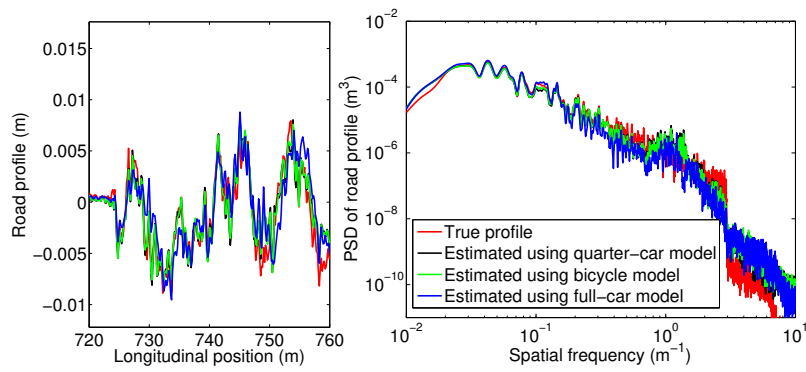 0.015
0.01
0.005
0
−0.005
−0.01
Road profile (m)
720 730 740 750 760
Longitudinal position (m)
10^−2
10^−4
10^−6
10^−8
10^−10
PSD of road profile (m^3)
True profile
Estimated using quarter−car model
Estimated using bicycle model
Estimated using full−car model
10^−2 10^−1 10^0 10^1
Spatial frequency (m^−1)